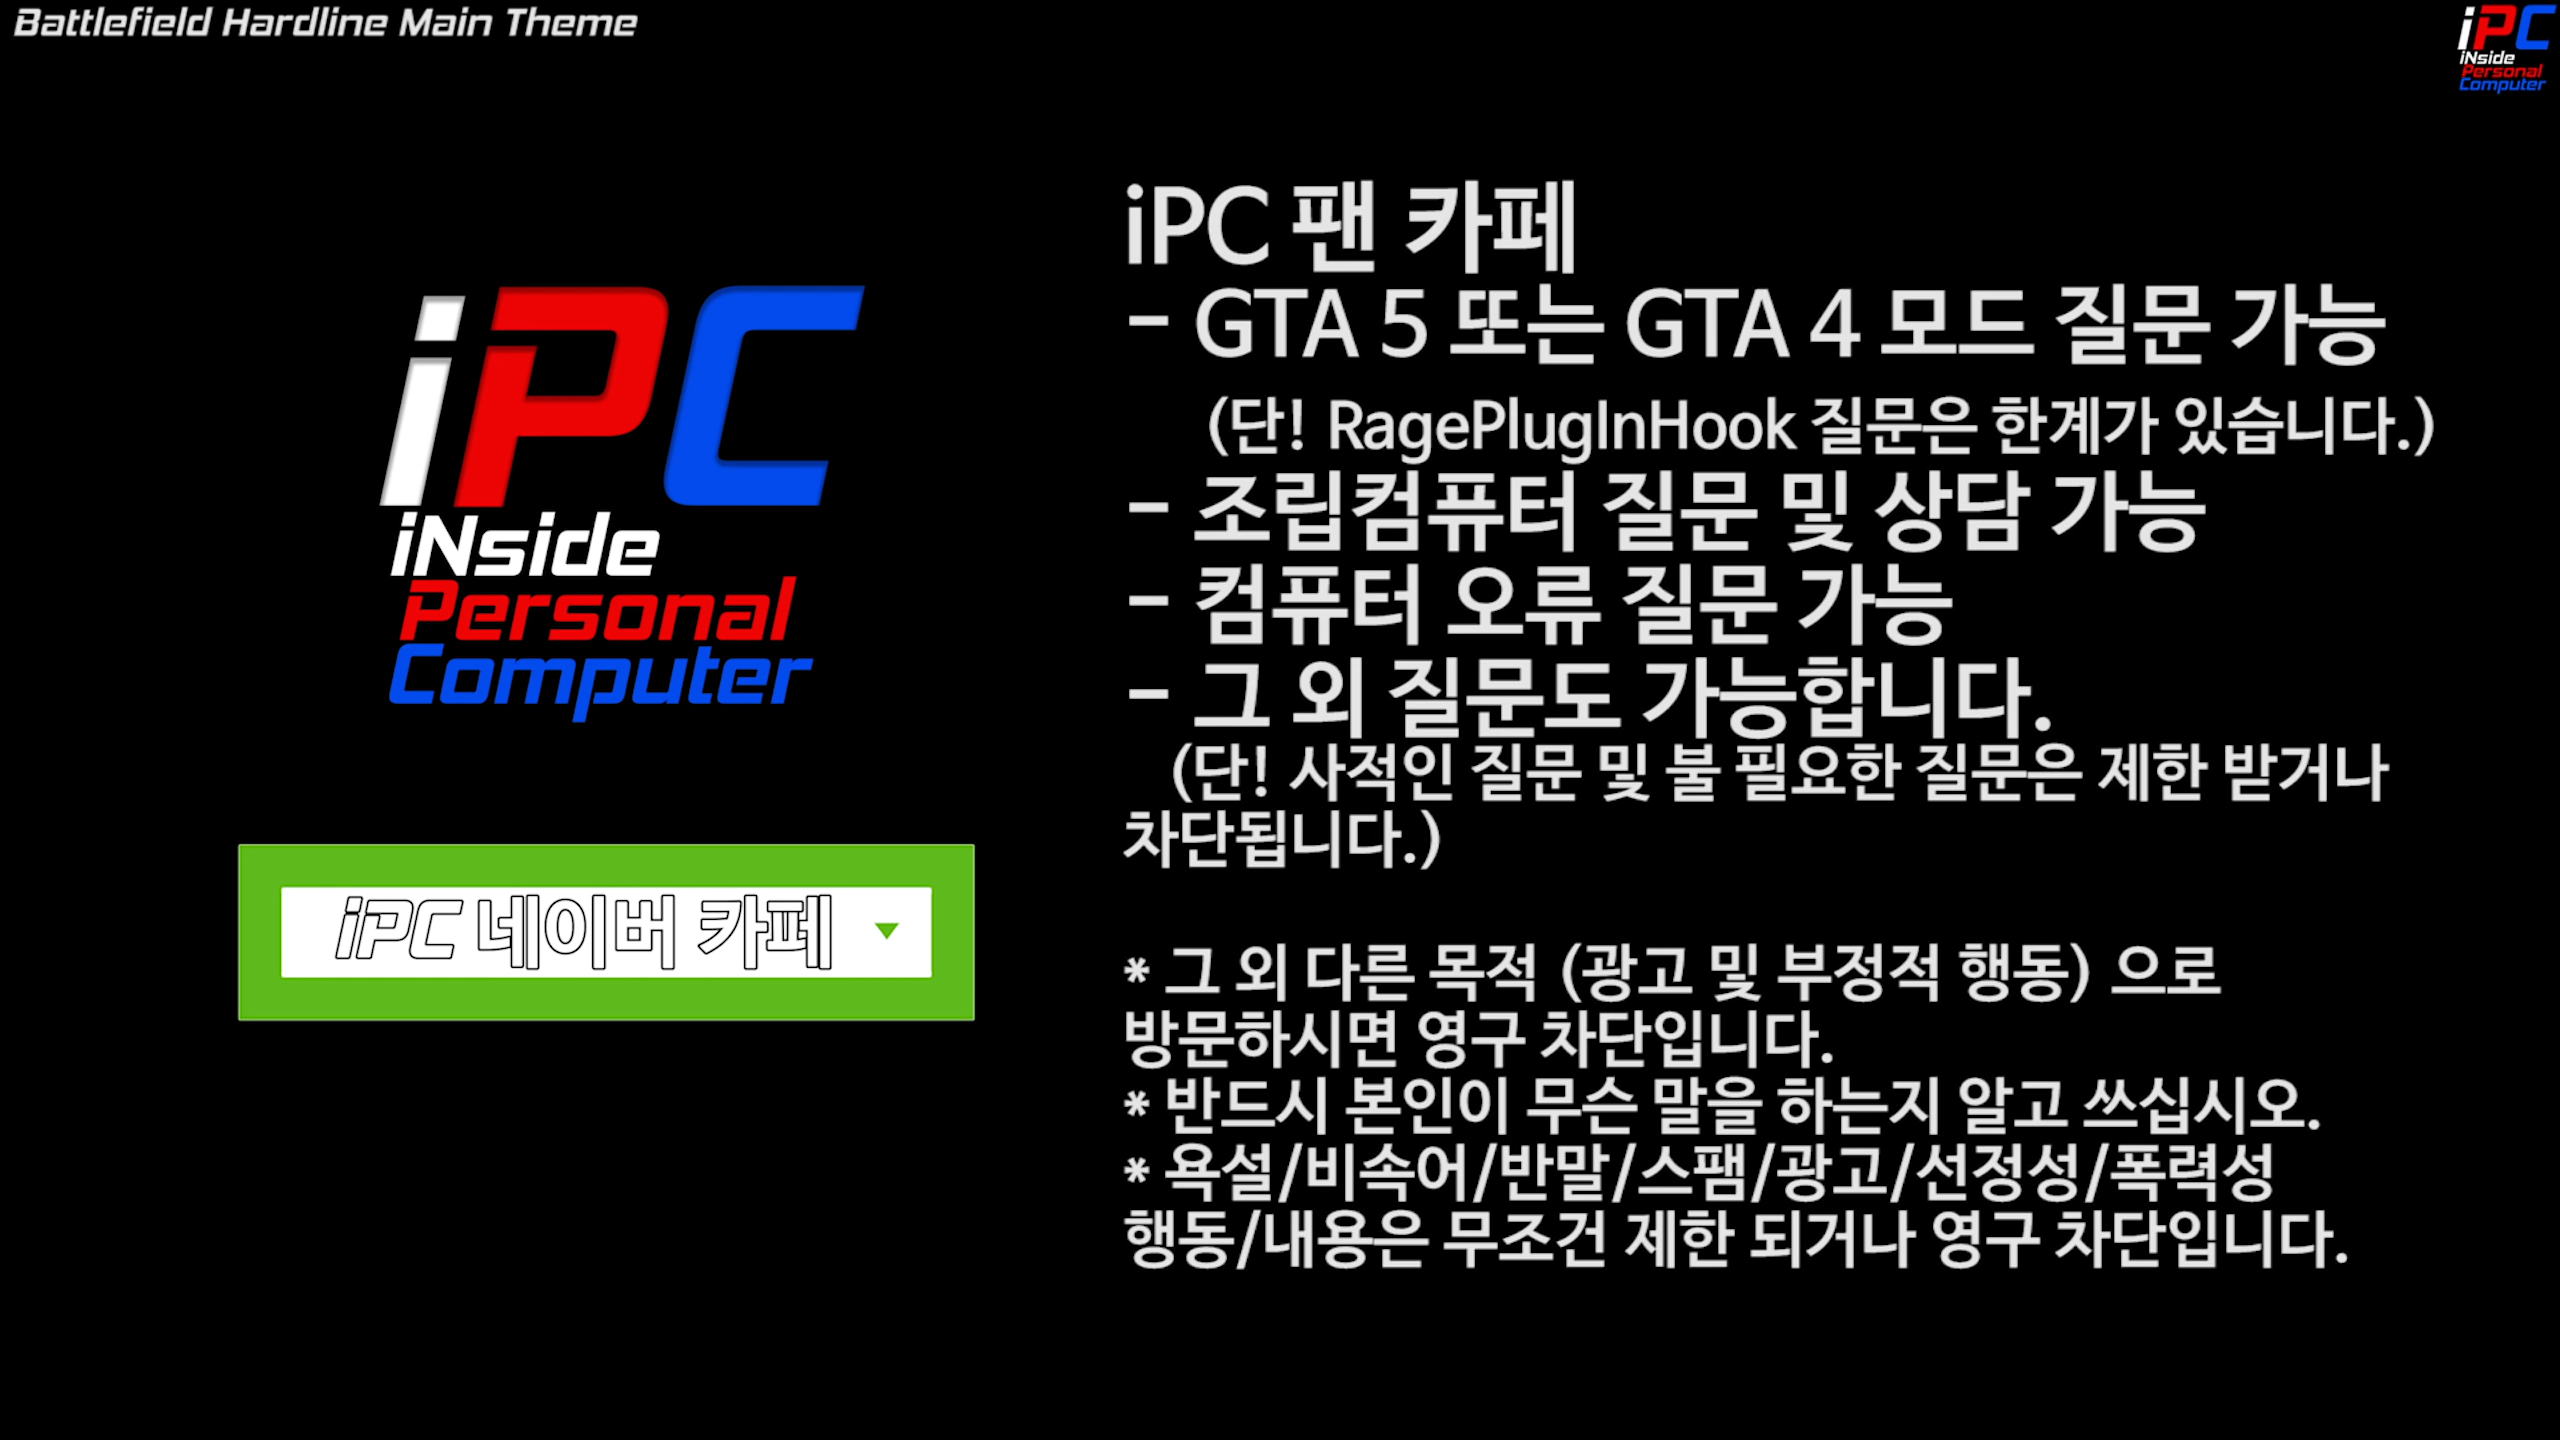 Battlefield Hardline Main Theme
iPC
iNside
Personal
Computer
iPC
iNside
Personal
Computer
iPC 네이버 카페
iPC 팬 카페
- GTA 5 또는 GTA 4 모드 질문 가능
(단! RagePlugInHook 질문은 한계가 있습니다.)
- 조립컴퓨터 질문 및 상담 가능
- 컴퓨터 오류 질문 가능
- 그 외 질문도 가능합니다.
(단! 사적인 질문 및 불 필요한 질문은 제한 받거나
차단됩니다.)
* 그 외 다른 목적 (광고 및 부정적 행동) 으로
방문하시면 영구 차단입니다.
* 반드시 본인이 무슨 말을 하는지 알고 쓰십시오.
* 욕설/비속어/반말/스팸/광고/선정성/폭력성
행동/내용은 무조건 제한 되거나 영구 차단입니다.